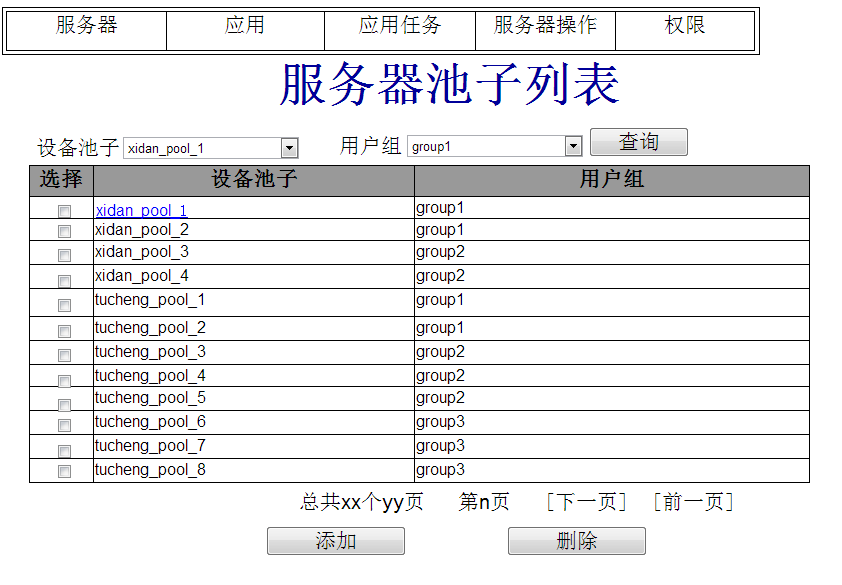 服务器 应用 应用任务 服务器操作 权限
服务器池子列表
设备池子 xidan_pool_1 用户组 group1 查询
选择 设备池子 用户组
xidan_pool_1 group1
xidan_pool_2 group1
xidan_pool_3 group2
xidan_pool_4 group2
tucheng_pool_1 group1
tucheng_pool_2 group1
tucheng_pool_3 group2
tucheng_pool_4 group2
tucheng_pool_5 group2
tucheng_pool_6 group3
tucheng_pool_7 group3
tucheng_pool_8 group3
总共xx个yy页 第n页 [下一页] [前一页]
添加 删除